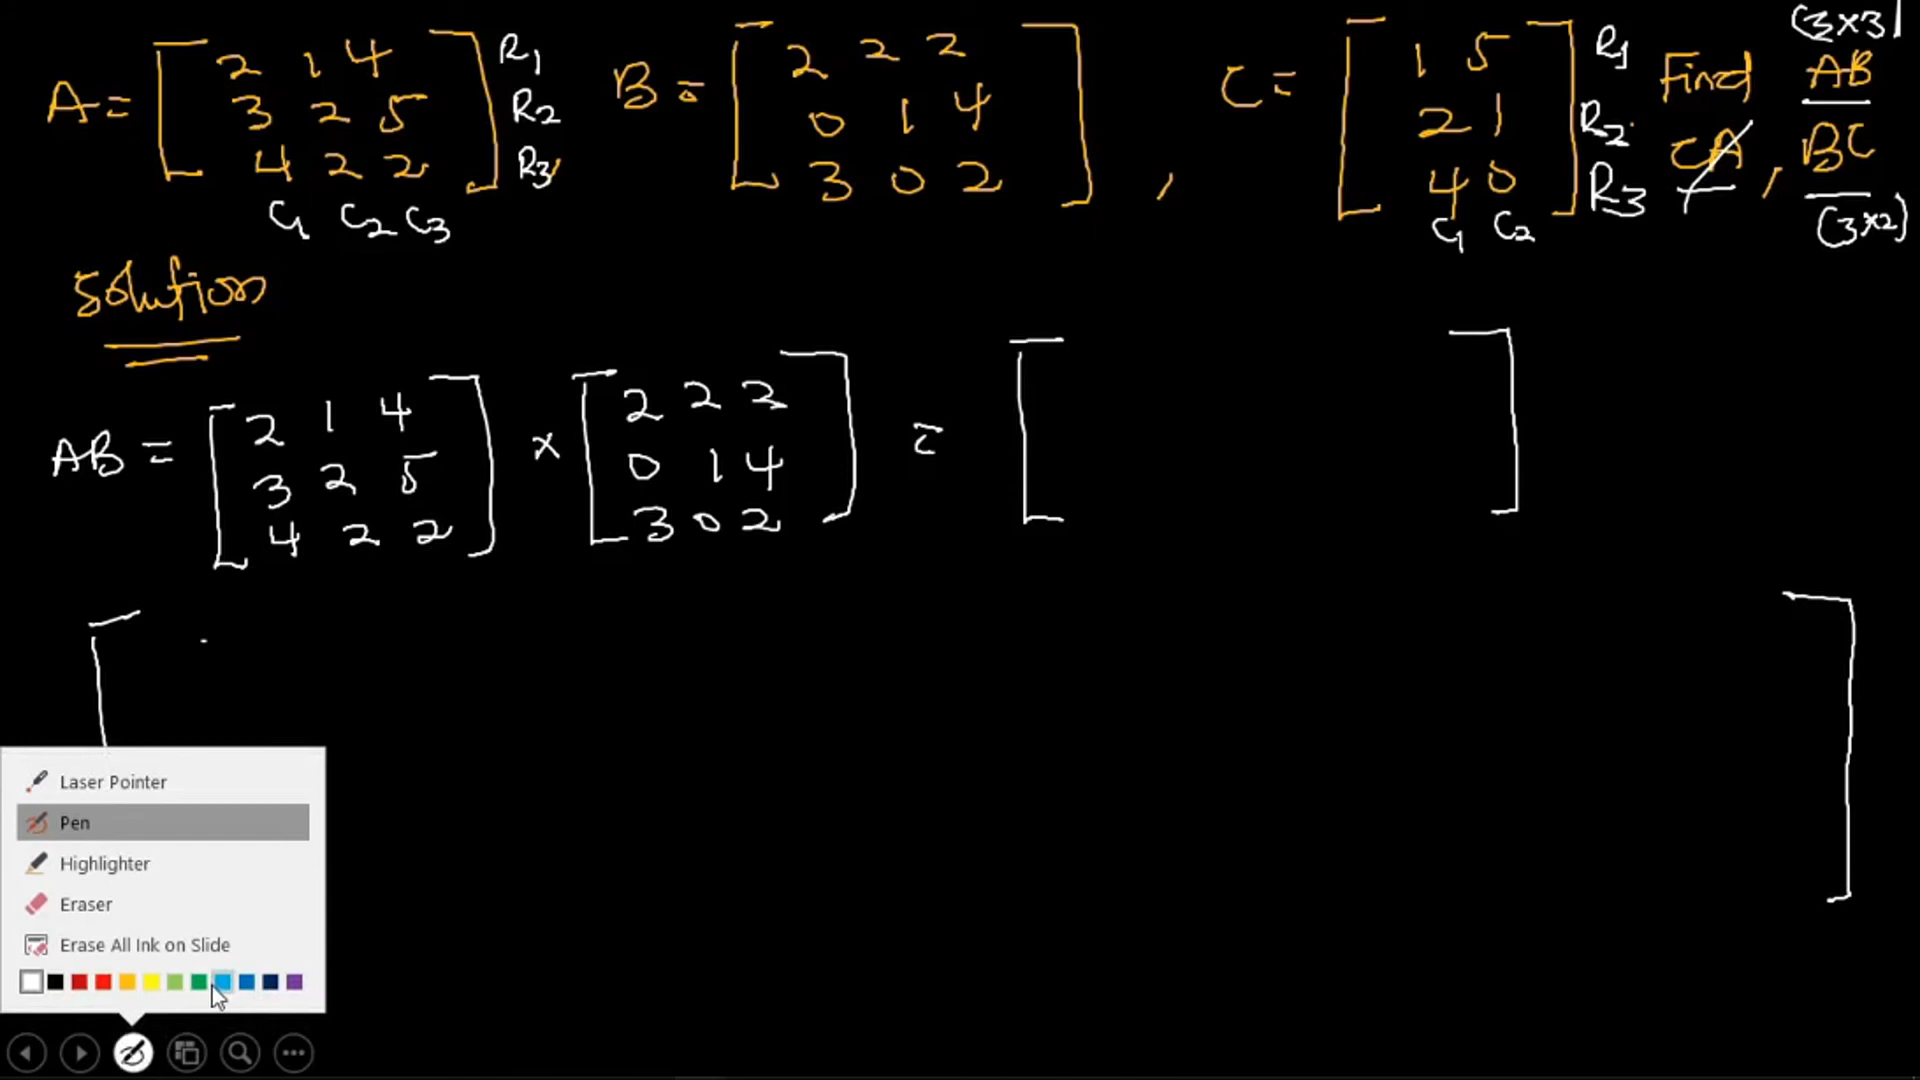 A = [ 2 1 4 ] R1 B = [ 2 2 2 ] , C = [ 1 5 ] R1 Find AB (3×3)
3 2 5 R2 0 1 4 2 1 R2 CA , BC
4 2 2 R3 3 0 2 4 0 R3 (3×2)
C1 C2 C3 C1 C2
Solution
AB = [ 2 1 4 ] × [ 2 2 2 ] = [ ]
3 2 5 0 1 4
4 2 2 3 0 2
[ ]
Laser Pointer
Pen
Highlighter
Eraser
Erase All Ink on Slide